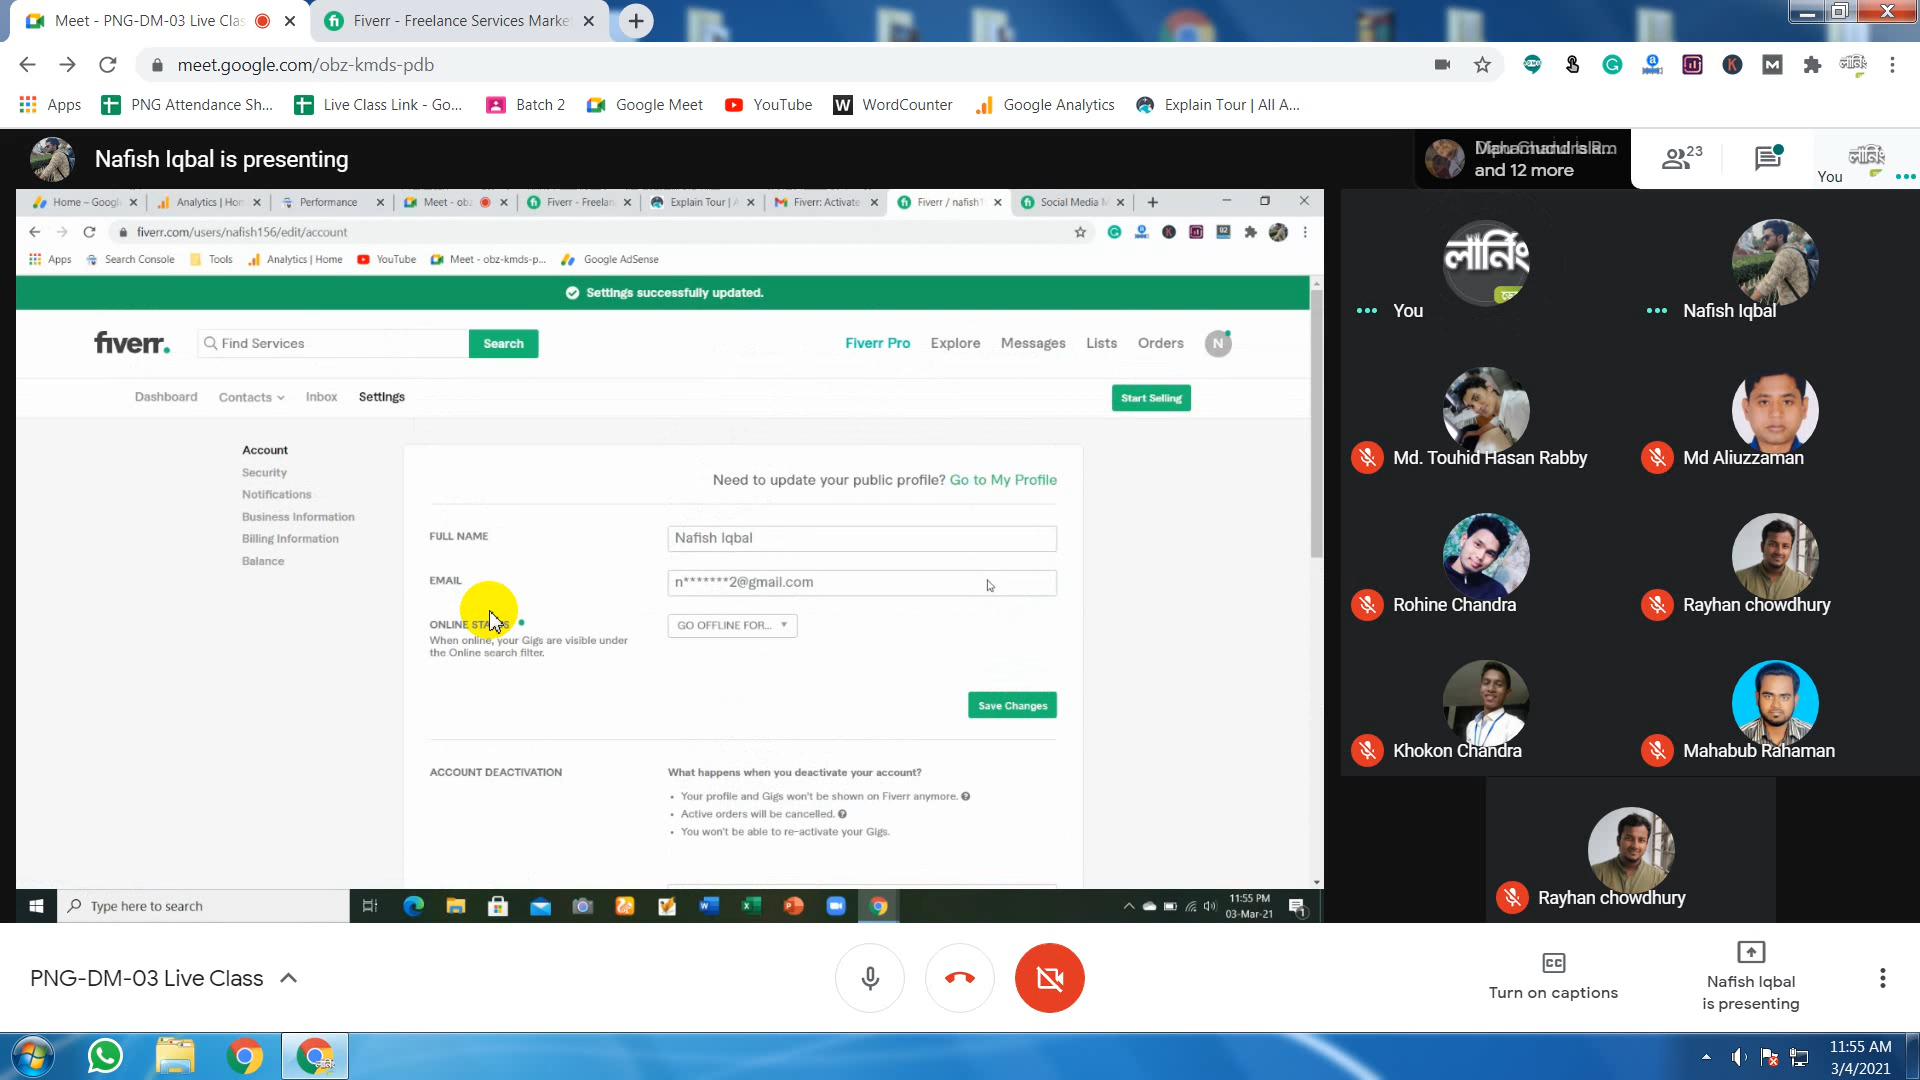 Meet - PNG-DM-03 Live Clas
Fiverr - Freelance Services Marke
meet.google.com/obz-kmds-pdb
Apps
PNG Attendance Sh...
Live Class Link - Go...
Batch 2
Google Meet
YouTube
WordCounter
Google Analytics
Explain Tour | All A...
Nafish Iqbal is presenting
and 12 more
23
লার্নিং
You
Home – Google
Analytics | Hom
Performance
Meet - obz
Fiverr - Freelan
Explain Tour | A
Fiverr: Activate
Fiverr / nafish1
Social Media M
fiverr.com/users/nafish156/edit/account
Apps
Search Console
Tools
Analytics | Home
YouTube
Meet - obz-kmds-p...
Google AdSense
Settings successfully updated.
fiverr.
Find Services
Search
Fiverr Pro
Explore
Messages
Lists
Orders
N
Dashboard
Contacts
Inbox
Settings
Start Selling
Account
Security
Notifications
Business Information
Billing Information
Balance
Need to update your public profile? Go to My Profile
FULL NAME
Nafish Iqbal
EMAIL
n*******2@gmail.com
ONLINE STATUS
GO OFFLINE FOR...
When online, your Gigs are visible under
the Online search filter.
Save Changes
ACCOUNT DEACTIVATION
What happens when you deactivate your account?
• Your profile and Gigs won't be shown on Fiverr anymore.
• Active orders will be cancelled.
• You won't be able to re-activate your Gigs.
Type here to search
11:55 PM
03-Mar-21
1
লার্নিং
You
Nafish Iqbal
Md. Touhid Hasan Rabby
Md Aliuzzaman
Rohine Chandra
Rayhan chowdhury
Khokon Chandra
Mahabub Rahaman
Rayhan chowdhury
PNG-DM-03 Live Class
Turn on captions
Nafish Iqbal
is presenting
11:55 AM
3/4/2021